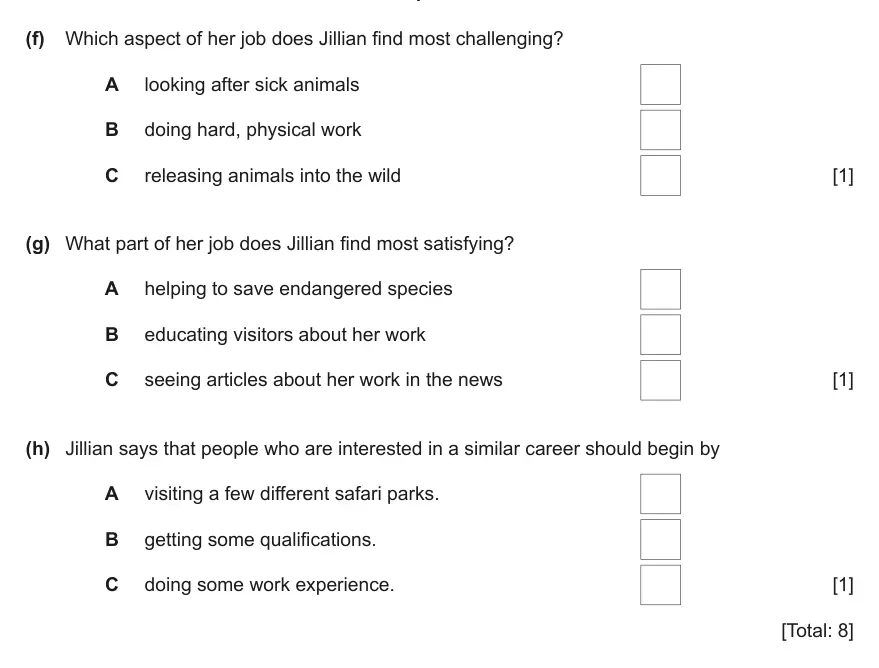 (f) Which aspect of her job does Jillian find most challenging?
A looking after sick animals
B doing hard, physical work
C releasing animals into the wild [1]
(g) What part of her job does Jillian find most satisfying?
A helping to save endangered species
B educating visitors about her work
C seeing articles about her work in the news [1]
(h) Jillian says that people who are interested in a similar career should begin by
A visiting a few different safari parks.
B getting some qualifications.
C doing some work experience. [1]
[Total: 8]